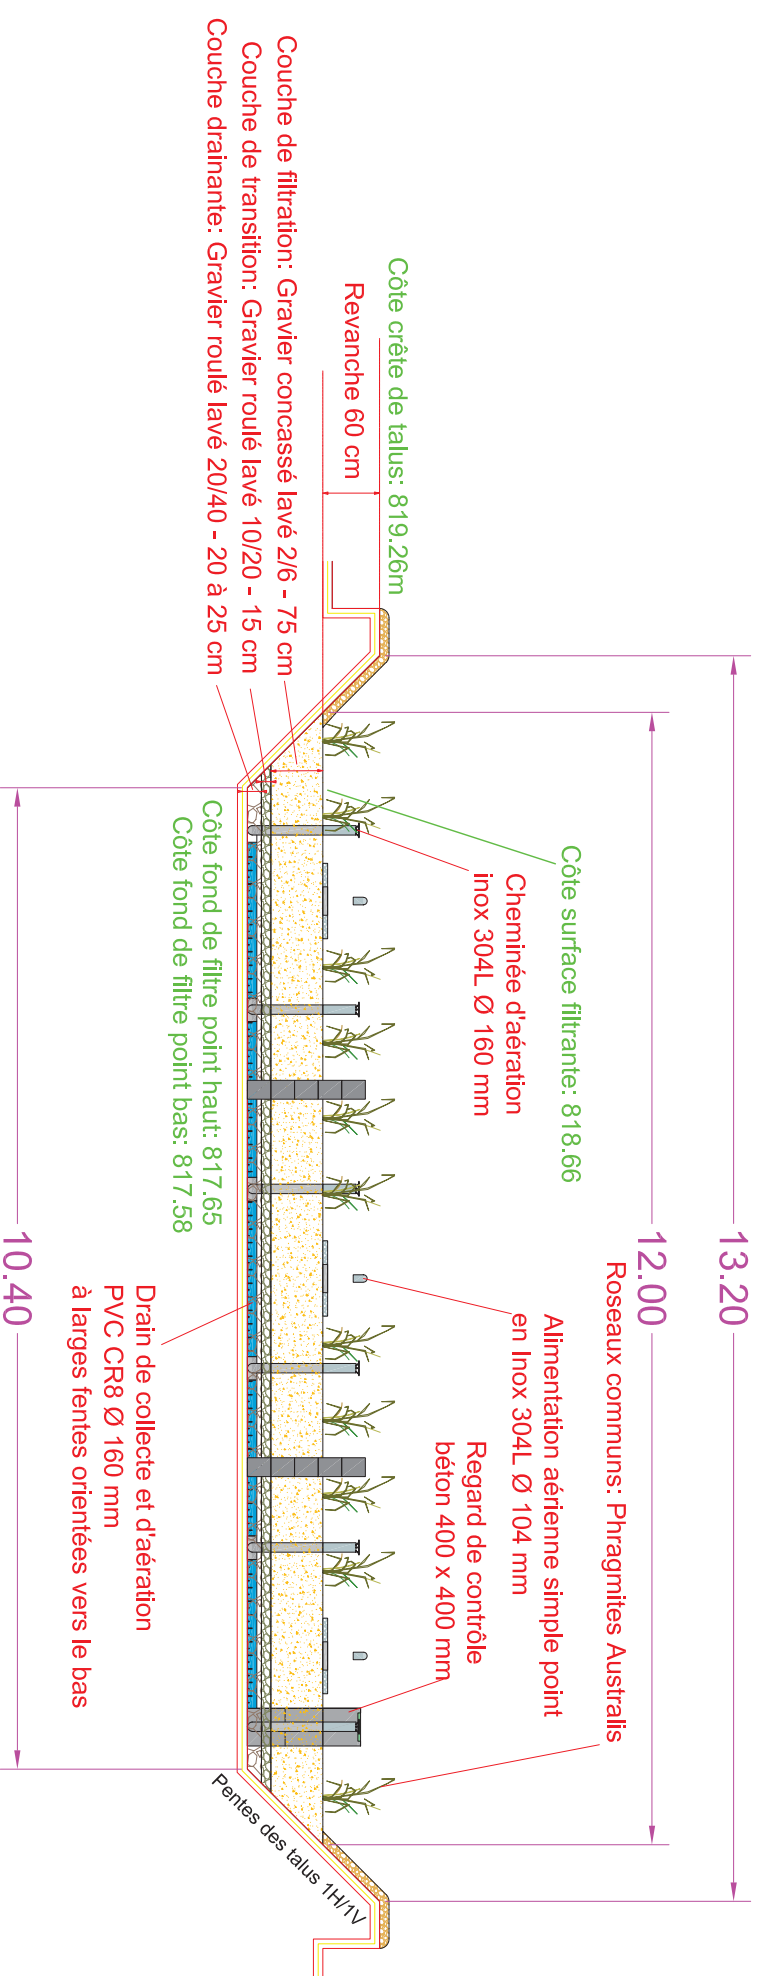 13.20
12.00
Roseaux communs: Phragmites Australis
Côte surface filtrante: 818.66
Alimentation aérienne simple point
en Inox 304L Ø 104 mm
Cheminée d'aération
inox 304L Ø 160 mm
Regard de contrôle
béton 400 x 400 mm
Côte crête de talus: 819.26m
Revanche 60 cm
Couche de filtration: Gravier concassé lavé 2/6 - 75 cm
Couche de transition: Gravier roulé lavé 10/20 - 15 cm
Couche drainante: Gravier roulé lavé 20/40 - 20 à 25 cm
Côte fond de filtre point haut: 817.65
Côte fond de filtre point bas: 817.58
Drain de collecte et d'aération
PVC CR8 Ø 160 mm
à larges fentes orientées vers le bas
Pentes des talus 1H/1V
10.40